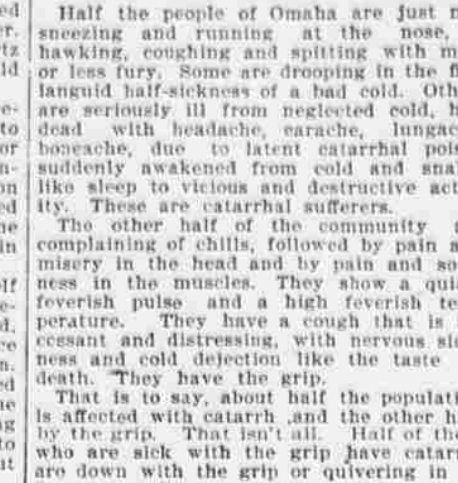 Half the people of Omaha are just
sneezing and running at the nose,
hawking, coughing and spitting with
or less fury. Some are drooping in the
languid half-sickness of a bad cold.
are seriously ill from neglected cold,
dead with headache, earache,
boneache, due to latent catarrhal
suddenly awakened from cold and
like sleep to vicious and destructive
ity. These are catarrhal sufferers.
The other half of the community
complaining of chills, followed by pain
misery in the head and by pain and
ness in the muscles. They show a
feverish pulse and a high feverish
perature. They have a cough that is
cessant and distressing, with nervous
ness and cold dejection like the taste
death. They have the grip.
That is to say, about half the
is affected with catarrh ,and the other
by the grip. That isn't all. Half of
who are sick with the grip have
are down with the grip or quivering in